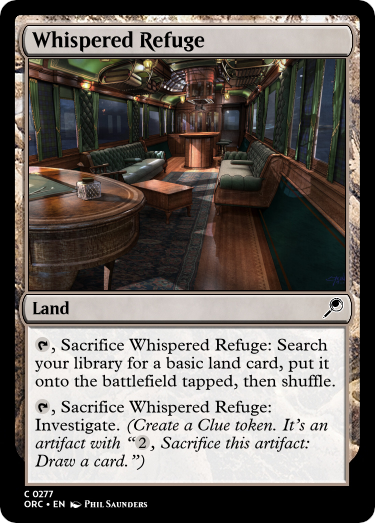 Whispered Refuge
Land
, Sacrifice Whispered Refuge: Search
your library for a basic land card, put it
onto the battlefield tapped, then shuffle.
, Sacrifice Whispered Refuge:
Investigate. (Create a Clue token. It's an
artifact with “2, Sacrifice this artifact:
Draw a card.”)
C 0277
ORC • EN PHIL SAUNDERS